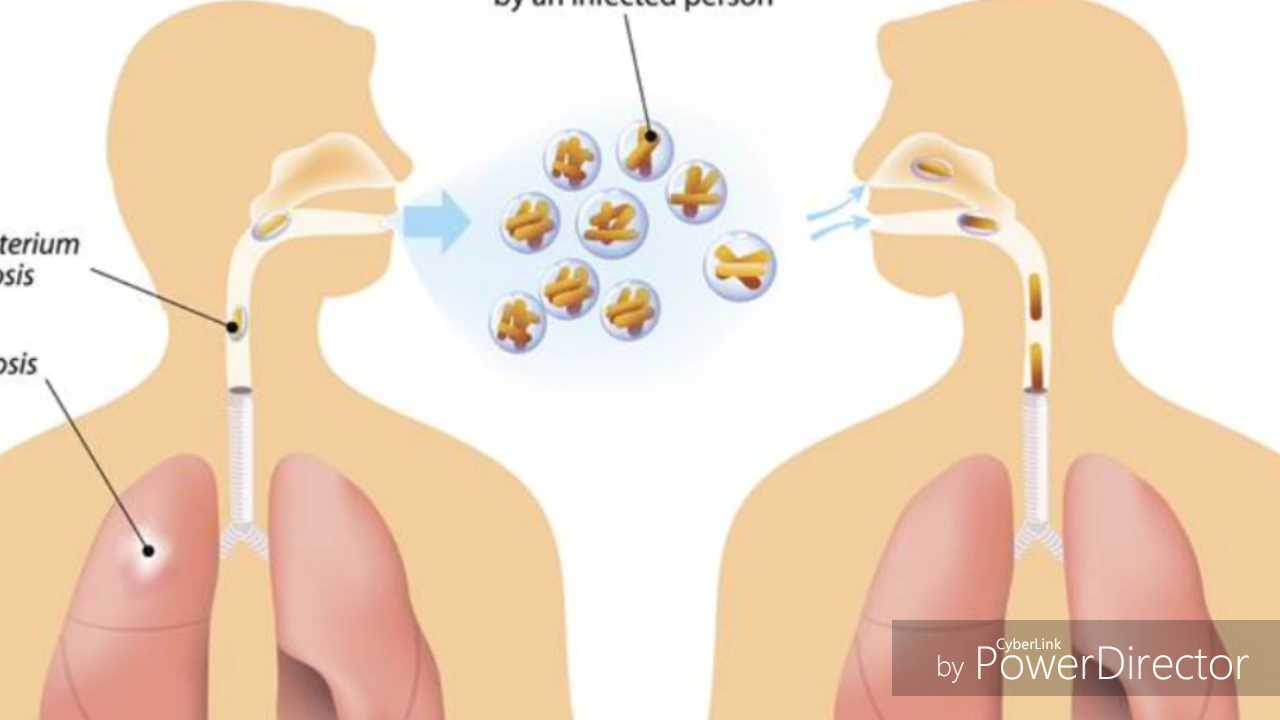 by an infected person
terium
osis
osis
CyberLink
by PowerDirector